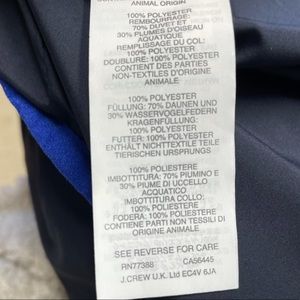 ANIMAL ORIGIN
100% POLYESTER
REMBOURRAGE:
70% DUVET ET
30% PLUMES D'OISEAU
AQUATIQUE
REMPLISSAGE DU COL:
100% POLYESTER
DOUBLURE: 100% POLYESTER
CONTIENT DES PARTIES
NON-TEXTILES D'ORIGINE
ANIMALE
100% POLYESTER
FÜLLUNG: 70% DAUNEN UND
30% WASSERVOGELFEDERN
KRAGENFÜLLUNG:
100% POLYESTER
FUTTER: 100% POLYESTER
ENTHÄLT NICHTTEXTILE TEILE
TIERISCHEN URSPRUNGS
100% POLIESTERE
IMBOTTITURA: 70% PIUMINO E
30% PIUME DI UCCELLO
ACQUATICO
IMBOTTITURA COLLO:
100% POLIESTERE
FODERA: 100% POLIESTERE
CONTIENE PARTI NON TESSILI DI
ORIGINE ANIMALE
SEE REVERSE FOR CARE
RN77388 CA56445
J.CREW U.K. Ltd EC4V 6JA